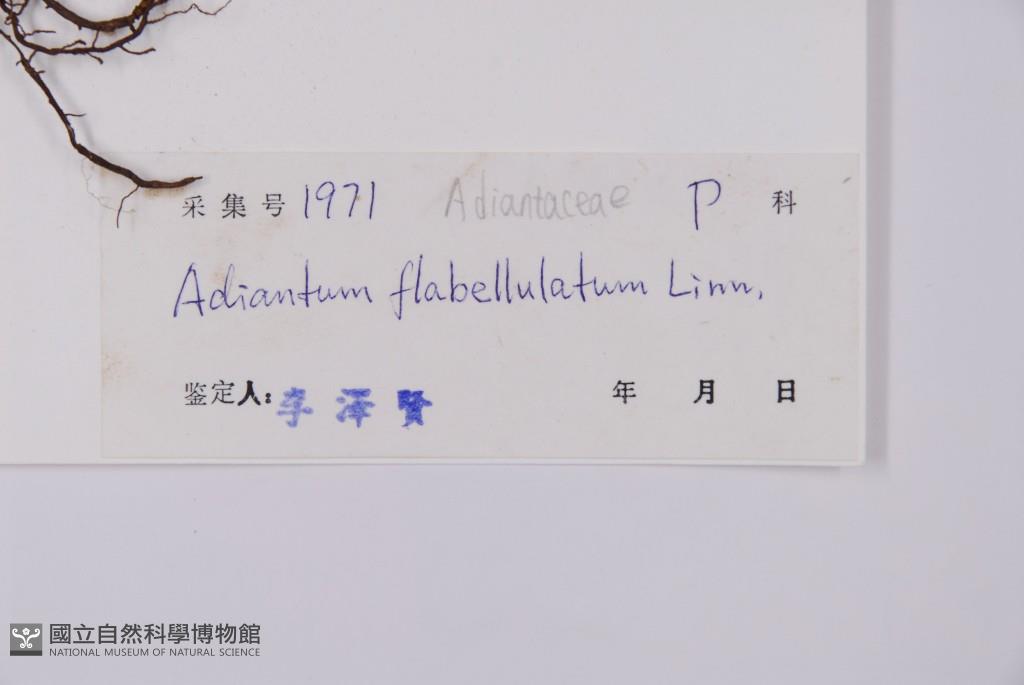 采集号 1971 Adiantaceae P 科
Adiantum flabellulatum Linn.
鉴定人: 李泽賢 年 月 日
國立自然科學博物館
NATIONAL MUSEUM OF NATURAL SCIENCE